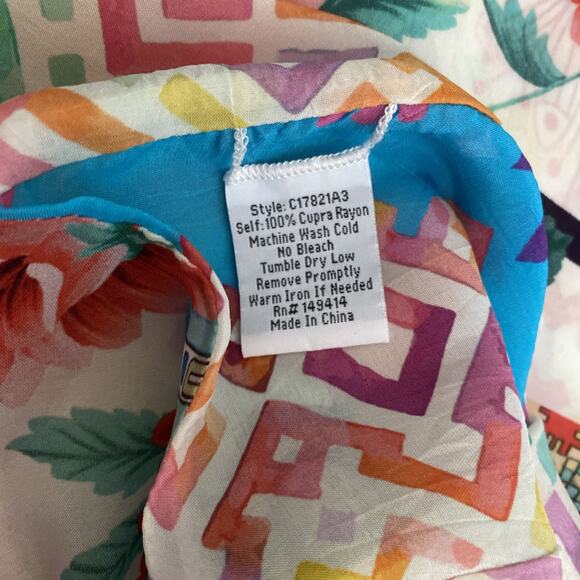 Style: C17821A3
Self:100% Cupra Rayon
Machine Wash Cold
No Bleach
Tumble Dry Low
Remove Promptly
Warm Iron If Needed
Rn# 149414
Made In China